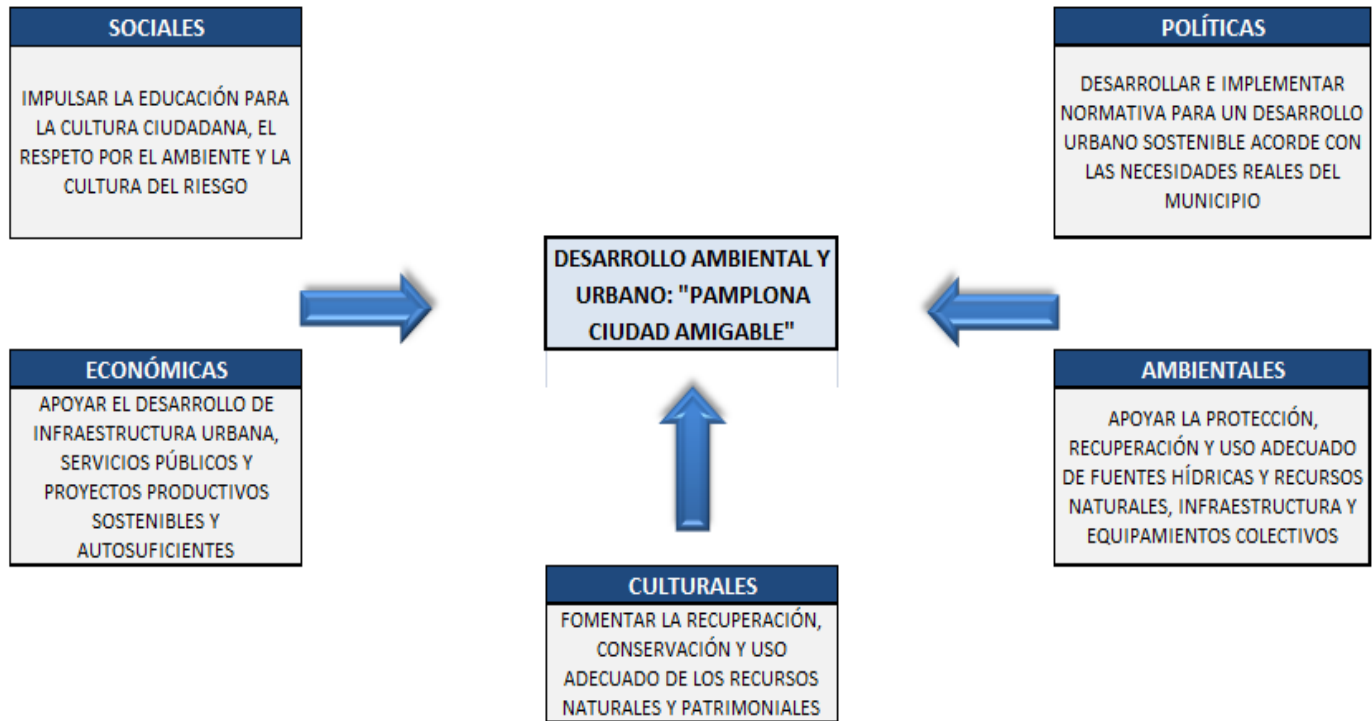 SOCIALES
IMPULSAR LA EDUCACIÓN PARA
LA CULTURA CIUDADANA, EL
RESPETO POR EL AMBIENTE Y LA
CULTURA DEL RIESGO
POLÍTICAS
DESARROLLAR E IMPLEMENTAR
NORMATIVA PARA UN DESARROLLO
URBANO SOSTENIBLE ACORDE CON
LAS NECESIDADES REALES DEL
MUNICIPIO
DESARROLLO AMBIENTAL Y
URBANO: "PAMPLONA
CIUDAD AMIGABLE"
ECONÓMICAS
APOYAR EL DESARROLLO DE
INFRAESTRUCTURA URBANA,
SERVICIOS PÚBLICOS Y
PROYECTOS PRODUCTIVOS
SOSTENIBLES Y
AUTOSUFICIENTES
AMBIENTALES
APOYAR LA PROTECCIÓN,
RECUPERACIÓN Y USO ADECUADO
DE FUENTES HÍDRICAS Y RECURSOS
NATURALES, INFRAESTRUCTURA Y
EQUIPAMIENTOS COLECTIVOS
CULTURALES
FOMENTAR LA RECUPERACIÓN,
CONSERVACIÓN Y USO
ADECUADO DE LOS RECURSOS
NATURALES Y PATRIMONIALES